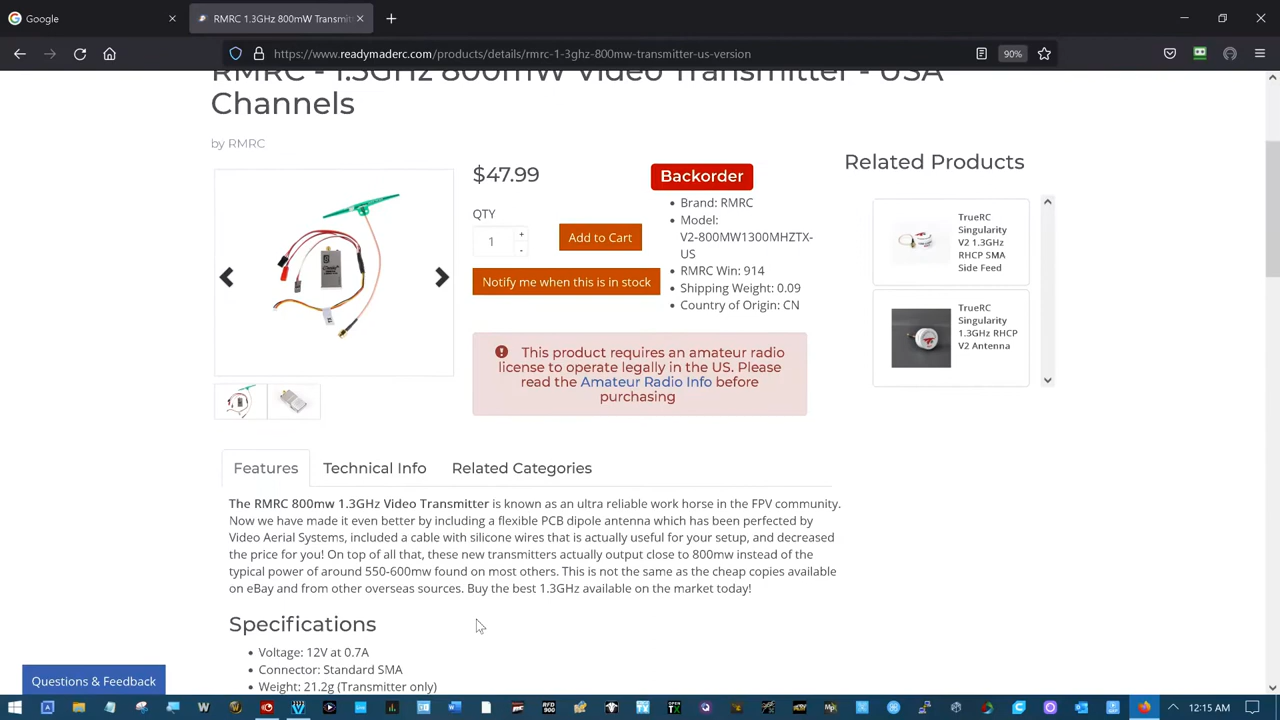 Google
RMRC 1.3GHz 800mW Transmit
https://www.readymaderc.com/products/details/rmrc-1-3ghz-800mw-transmitter-us-version
90%
RMRC - 1.3GHz 800mW Video Transmitter - USA
Channels
by RMRC
$47.99
Backorder
QTY
1
+
-
Add to Cart
Notify me when this is in stock
Brand: RMRC
Model:
V2-800MW1300MHZTX-
US
RMRC Win: 914
Shipping Weight: 0.09
Country of Origin: CN
Related Products
TrueRC
Singularity
V2 1.3GHz
RHCP SMA
Side Feed
TrueRC
Singularity
1.3GHz RHCP
V2 Antenna
This product requires an amateur radio
license to operate legally in the US. Please
read the Amateur Radio Info before
purchasing
Features
Technical Info
Related Categories
The RMRC 800mw 1.3GHz Video Transmitter is known as an ultra reliable work horse in the FPV community.
Now we have made it even better by including a flexible PCB dipole antenna which has been perfected by
Video Aerial Systems, included a cable with silicone wires that is actually useful for your setup, and decreased
the price for you! On top of all that, these new transmitters actually output close to 800mw instead of the
typical power of around 550-600mw found on most others. This is not the same as the cheap copies available
on eBay and from other overseas sources. Buy the best 1.3GHz available on the market today!
Specifications
Voltage: 12V at 0.7A
Connector: Standard SMA
Weight: 21.2g (Transmitter only)
Questions & Feedback
12:15 AM